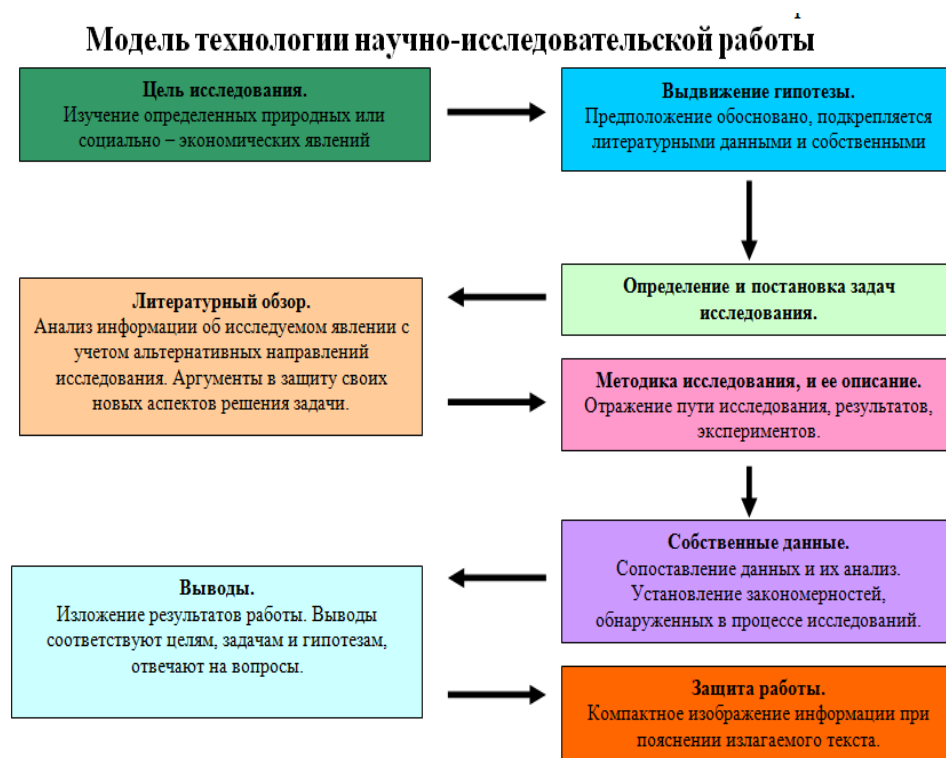 Модель технологии научно-исследовательской работы
Цель исследования.
Изучение определенных природных или
социально – экономических явлений
Выдвижение гипотезы.
Предположение обосновано, подкрепляется
литературными данными и собственными
Определение и постановка задач
исследования.
Литературный обзор.
Анализ информации об исследуемом явлении с
учетом альтернативных направлений
исследования. Аргументы в защиту своих
новых аспектов решения задачи.
Методика исследования, и ее описание.
Отражение пути исследования, результатов,
экспериментов.
Собственные данные.
Сопоставление данных и их анализ.
Установление закономерностей,
обнаруженных в процессе исследований.
Выводы.
Изложение результатов работы. Выводы
соответствуют целям, задачам и гипотезам,
отвечают на вопросы.
Защита работы.
Компактное изображение информации при
пояснении излагаемого текста.